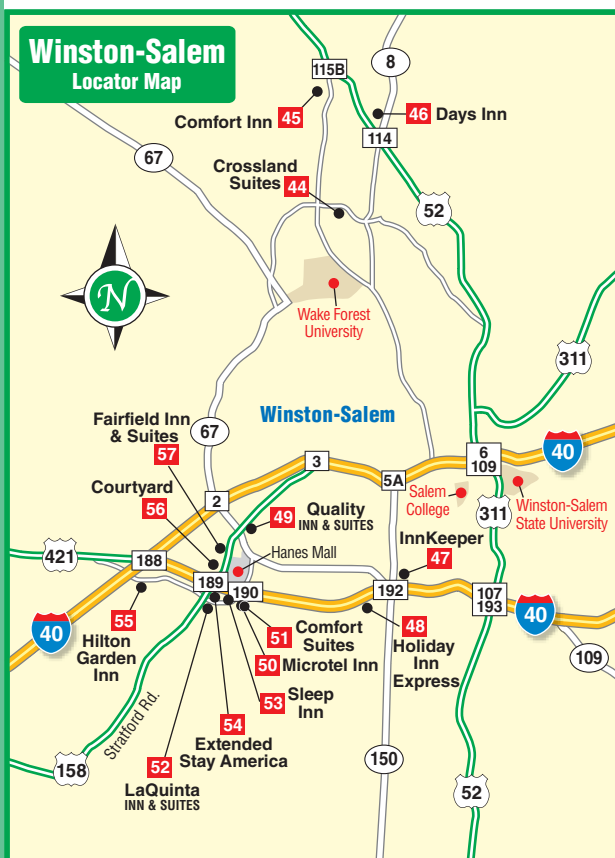 Winston-Salem
Locator Map
115B
8
Comfort Inn 45
46 Days Inn
114
67
Crossland
Suites 44
52
Wake Forest
University
311
Winston-Salem
Fairfield Inn
& Suites
57
67
3
6
109
40
5A
Courtyard
56
2
49 Quality
INN & SUITES
Salem
College
311
Winston-Salem
State University
InnKeeper
47
Hanes Mall
421
188
189
190
192
107
193
40
40
55
Hilton
Garden
Inn
51 Comfort
Suites
50 Microtel Inn
48
Holiday
Inn
Express
109
53 Sleep
Inn
Stratford Rd.
54
Extended
Stay America
52
LaQuinta
INN & SUITES
158
150
52
N